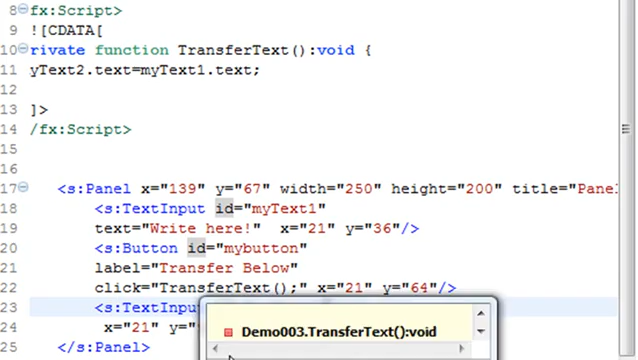 8 fx:Script>
9 ![CDATA[
10 rivate function TransferText():void {
11 yText2.text=myText1.text;
12
13 ]>
14 /fx:Script>
15
16
17 <s:Panel x="139" y="67" width="250" height="200" title="Panel
18 <s:TextInput id="myText1"
19 text="Write here!" x="21" y="36"/>
20 <s:Button id="mybutton"
21 label="Transfer Below"
22 click="TransferText();" x="21" y="64"/>
23 <s:TextInpu
24 x="21" y=
Demo003.TransferText():void
25 </s:Panel>